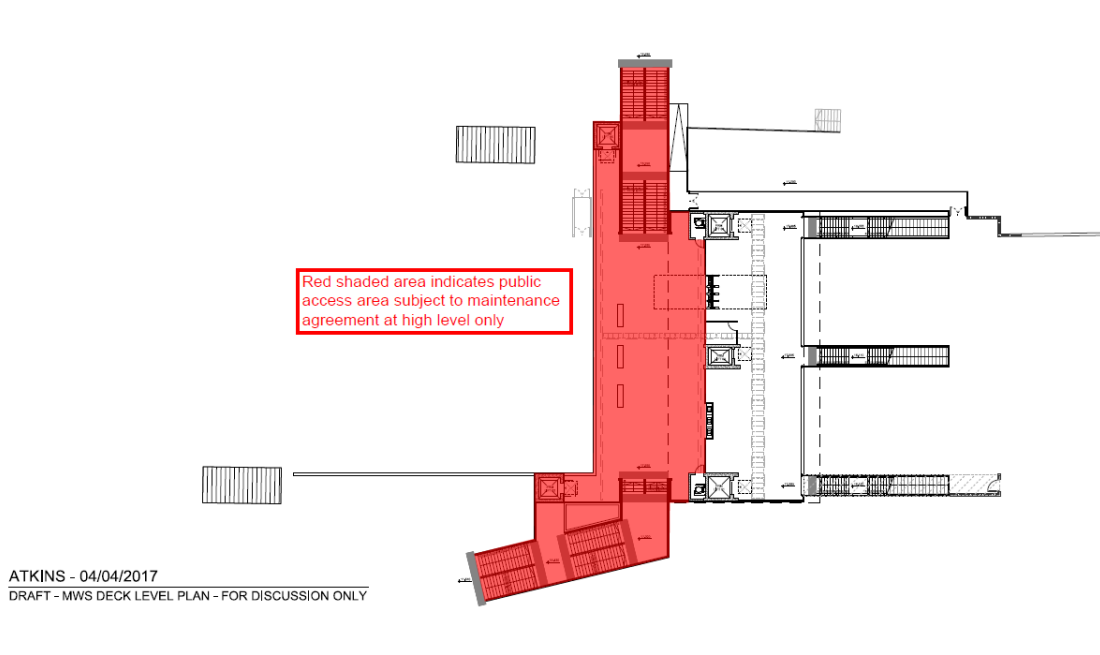 Red shaded area indicates public
access area subject to maintenance
agreement at high level only
ATKINS - 04/04/2017
DRAFT - MWS DECK LEVEL PLAN - FOR DISCUSSION ONLY